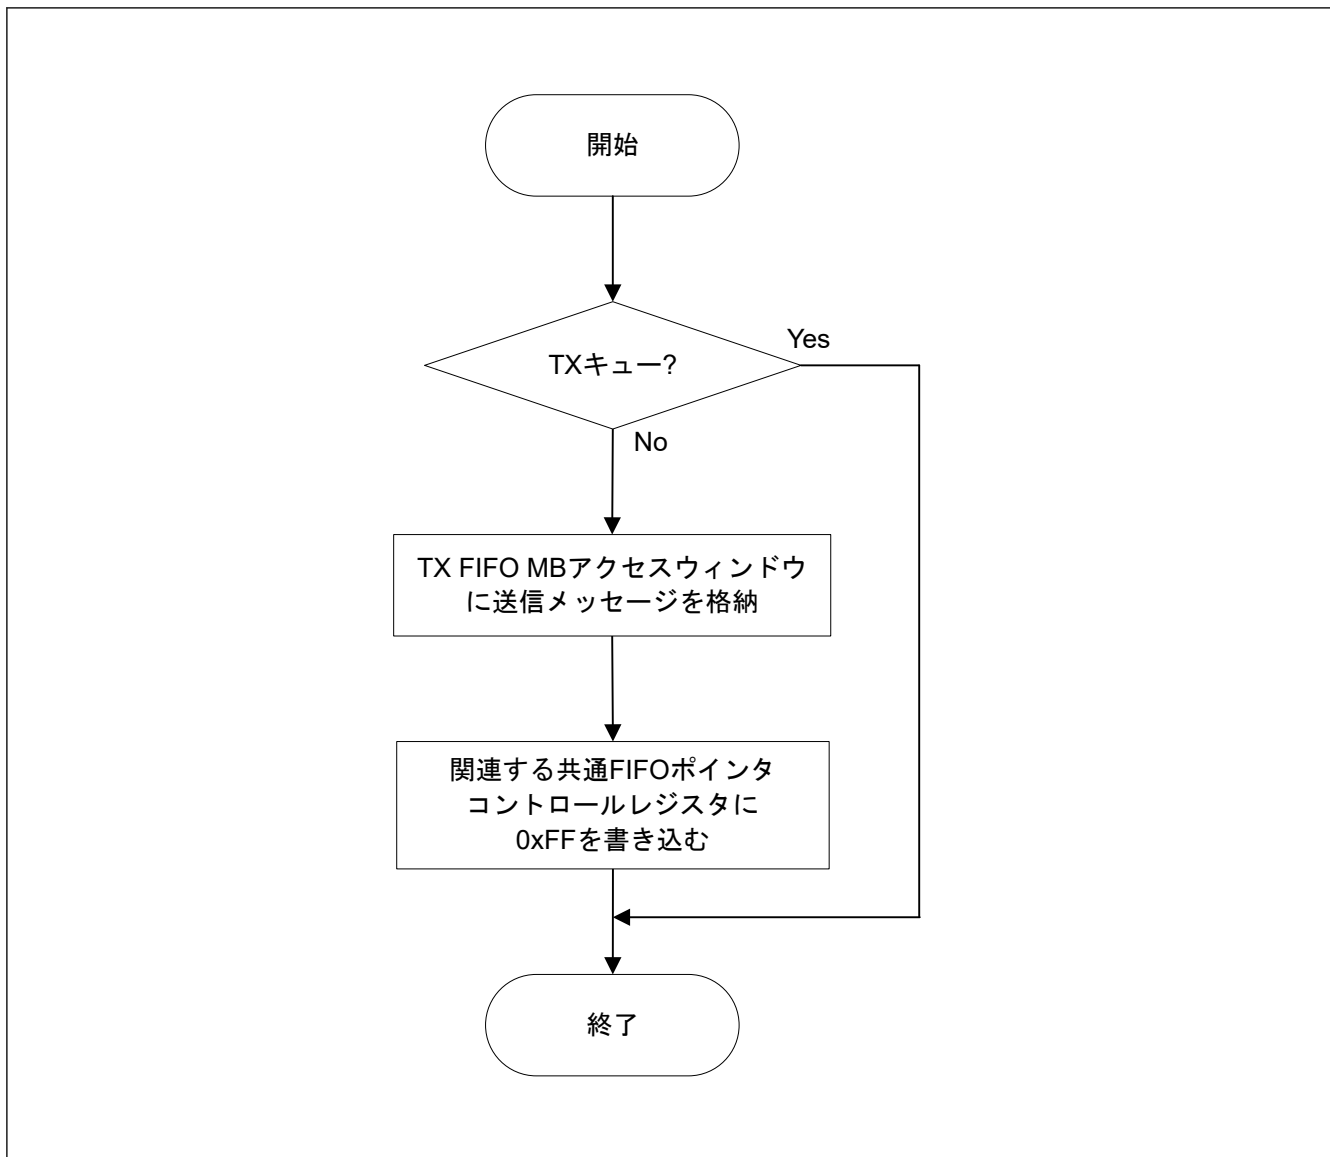 開始
TXキュー?
Yes
No
TX FIFO MBアクセスウィンドウ
に送信メッセージを格納
関連する共通FIFOポインタ
コントロールレジスタに
0xFFを書き込む
終了